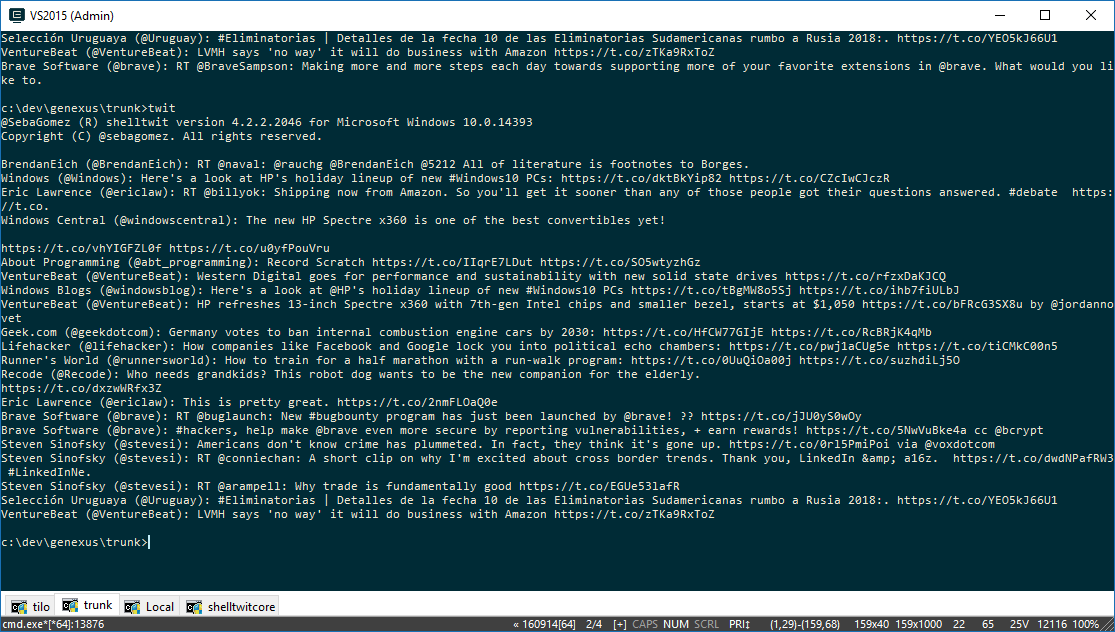 VS2015 (Admin)
Selección Uruguaya (@Uruguay): #Eliminatorias | Detalles de la fecha 10 de las Eliminatorias Sudamericanas rumbo a Rusia 2018:. https://t.co/YEO5kJ66U1
VentureBeat (@VentureBeat): LVMH says 'no way' it will do business with Amazon https://t.co/zTKa9RxToZ
Brave Software (@brave): RT @BraveSampson: Making more and more steps each day towards supporting more of your favorite extensions in @brave. What would you li
ke to.
c:\dev\genexus\trunk>twit
@SebaGomez (R) shelltwit version 4.2.2.2046 for Microsoft Windows 10.0.14393
Copyright (C) @sebagomez. All rights reserved.
BrendanEich (@BrendanEich): RT @naval: @rauchg @BrendanEich @5212 All of literature is footnotes to Borges.
Windows (@Windows): Here's a look at HP's holiday lineup of new #Windows10 PCs: https://t.co/dktBkYip82 https://t.co/CZcIwCJczR
Eric Lawrence (@ericlaw): RT @billyok: Shipping now from Amazon. So you'll get it sooner than any of those people got their questions answered. #debate  https:
//t.co.
Windows Central (@windowscentral): The new HP Spectre x360 is one of the best convertibles yet!
https://t.co/vhYIGFZL0f https://t.co/u0yfPouVru
About Programming (@abt_programming): Record Scratch https://t.co/IIqrE7LDut https://t.co/SO5wtyzhGz
VentureBeat (@VentureBeat): Western Digital goes for performance and sustainability with new solid state drives https://t.co/rfzxDaKJCQ
Windows Blogs (@windowsblog): Here's a look at @HP's holiday lineup of new #Windows10 PCs https://t.co/tBgMW8o5Sj https://t.co/ihb7fiULbJ
VentureBeat (@VentureBeat): HP refreshes 13-inch Spectre x360 with 7th-gen Intel chips and smaller bezel, starts at $1,050 https://t.co/bFRcG3SX8u by @jordanno
vet
Geek.com (@geekdotcom): Germany votes to ban internal combustion engine cars by 2030: https://t.co/HfCW77GIjE https://t.co/RcBRjK4qMb
Lifehacker (@lifehacker): How companies like Facebook and Google lock you into political echo chambers: https://t.co/pwj1aCUg5e https://t.co/tiCMkC00n5
Runner's World (@runnersworld): How to train for a half marathon with a run-walk program: https://t.co/0UuQiOa00j https://t.co/suzhdiLj5O
Recode (@Recode): Who needs grandkids? This robot dog wants to be the new companion for the elderly.
https://t.co/dxzwWRfx3Z
Eric Lawrence (@ericlaw): This is pretty great. https://t.co/2nmFLOaQ0e
Brave Software (@brave): RT @buglaunch: New #bugbounty program has just been launched by @brave! ?? https://t.co/jJU0yS0wOy
Brave Software (@brave): #hackers, help make @brave even more secure by reporting vulnerabilities, + earn rewards! https://t.co/5NwVuBke4a cc @bcrypt
Steven Sinofsky (@stevesi): Americans don't know crime has plummeted. In fact, they think it's gone up. https://t.co/0rl5PmiPoi via @voxdotcom
Steven Sinofsky (@stevesi): RT @conniechan: A short clip on why I'm excited about cross border trends. Thank you, LinkedIn &amp; a16z.  https://t.co/dwdNPafRW3
#LinkedInNe.
Steven Sinofsky (@stevesi): RT @arampell: Why trade is fundamentally good https://t.co/EGUe53lafR
Selección Uruguaya (@Uruguay): #Eliminatorias | Detalles de la fecha 10 de las Eliminatorias Sudamericanas rumbo a Rusia 2018:. https://t.co/YEO5kJ66U1
VentureBeat (@VentureBeat): LVMH says 'no way' it will do business with Amazon https://t.co/zTKa9RxToZ
c:\dev\genexus\trunk>
tilo trunk Local shelltwitcore
cmd.exe*[*64]:13876 « 160914[64] 2/4 [+] CAPS NUM SCRL PRI↕ (1,29)-(159,68) 159x40 159x1000 22 65 25V 12116 100%